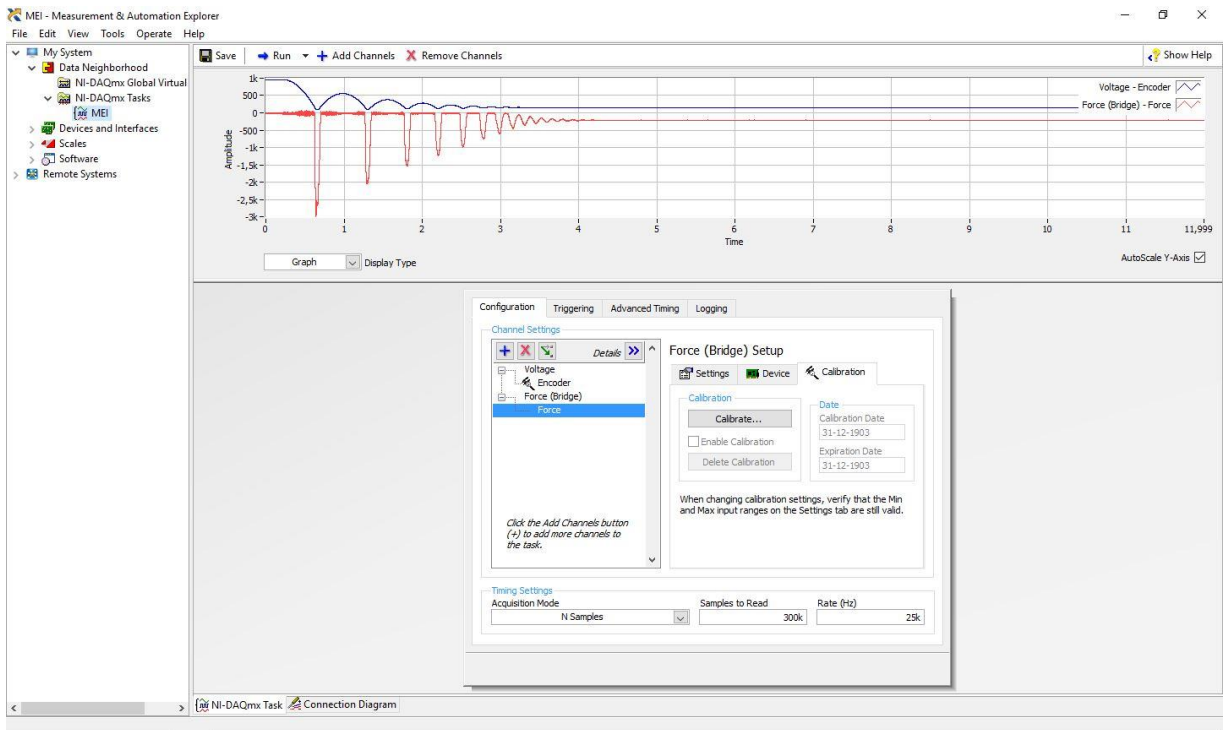 MEI - Measurement & Automation Explorer
File Edit View Tools Operate Help
My System
Data Neighborhood
NI-DAQmx Global Virtual
NI-DAQmx Tasks
MEI
Devices and Interfaces
Scales
Software
Remote Systems
Save Run Add Channels Remove Channels Show Help
Voltage - Encoder
Force (Bridge) - Force
Amplitude
1k
500
0
-500
-1k
-1,5k
-2k
-2,5k
-3k
0 1 2 3 4 5 6 7 8 9 10 11 11,999
Time
Graph Display Type
AutoScale Y-Axis
Configuration Triggering Advanced Timing Logging
Channel Settings
Details
Voltage
Encoder
Force (Bridge)
Force
Click the Add Channels button
(+) to add more channels to
the task.
Force (Bridge) Setup
Settings Device Calibration
Calibration
Calibrate...
Enable Calibration
Delete Calibration
Date
Calibration Date
31-12-1903
Expiration Date
31-12-1903
When changing calibration settings, verify that the Min
and Max input ranges on the Settings tab are still valid.
Timing Settings
Acquisition Mode Samples to Read Rate (Hz)
N Samples 300k 25k
NI-DAQmx Task Connection Diagram